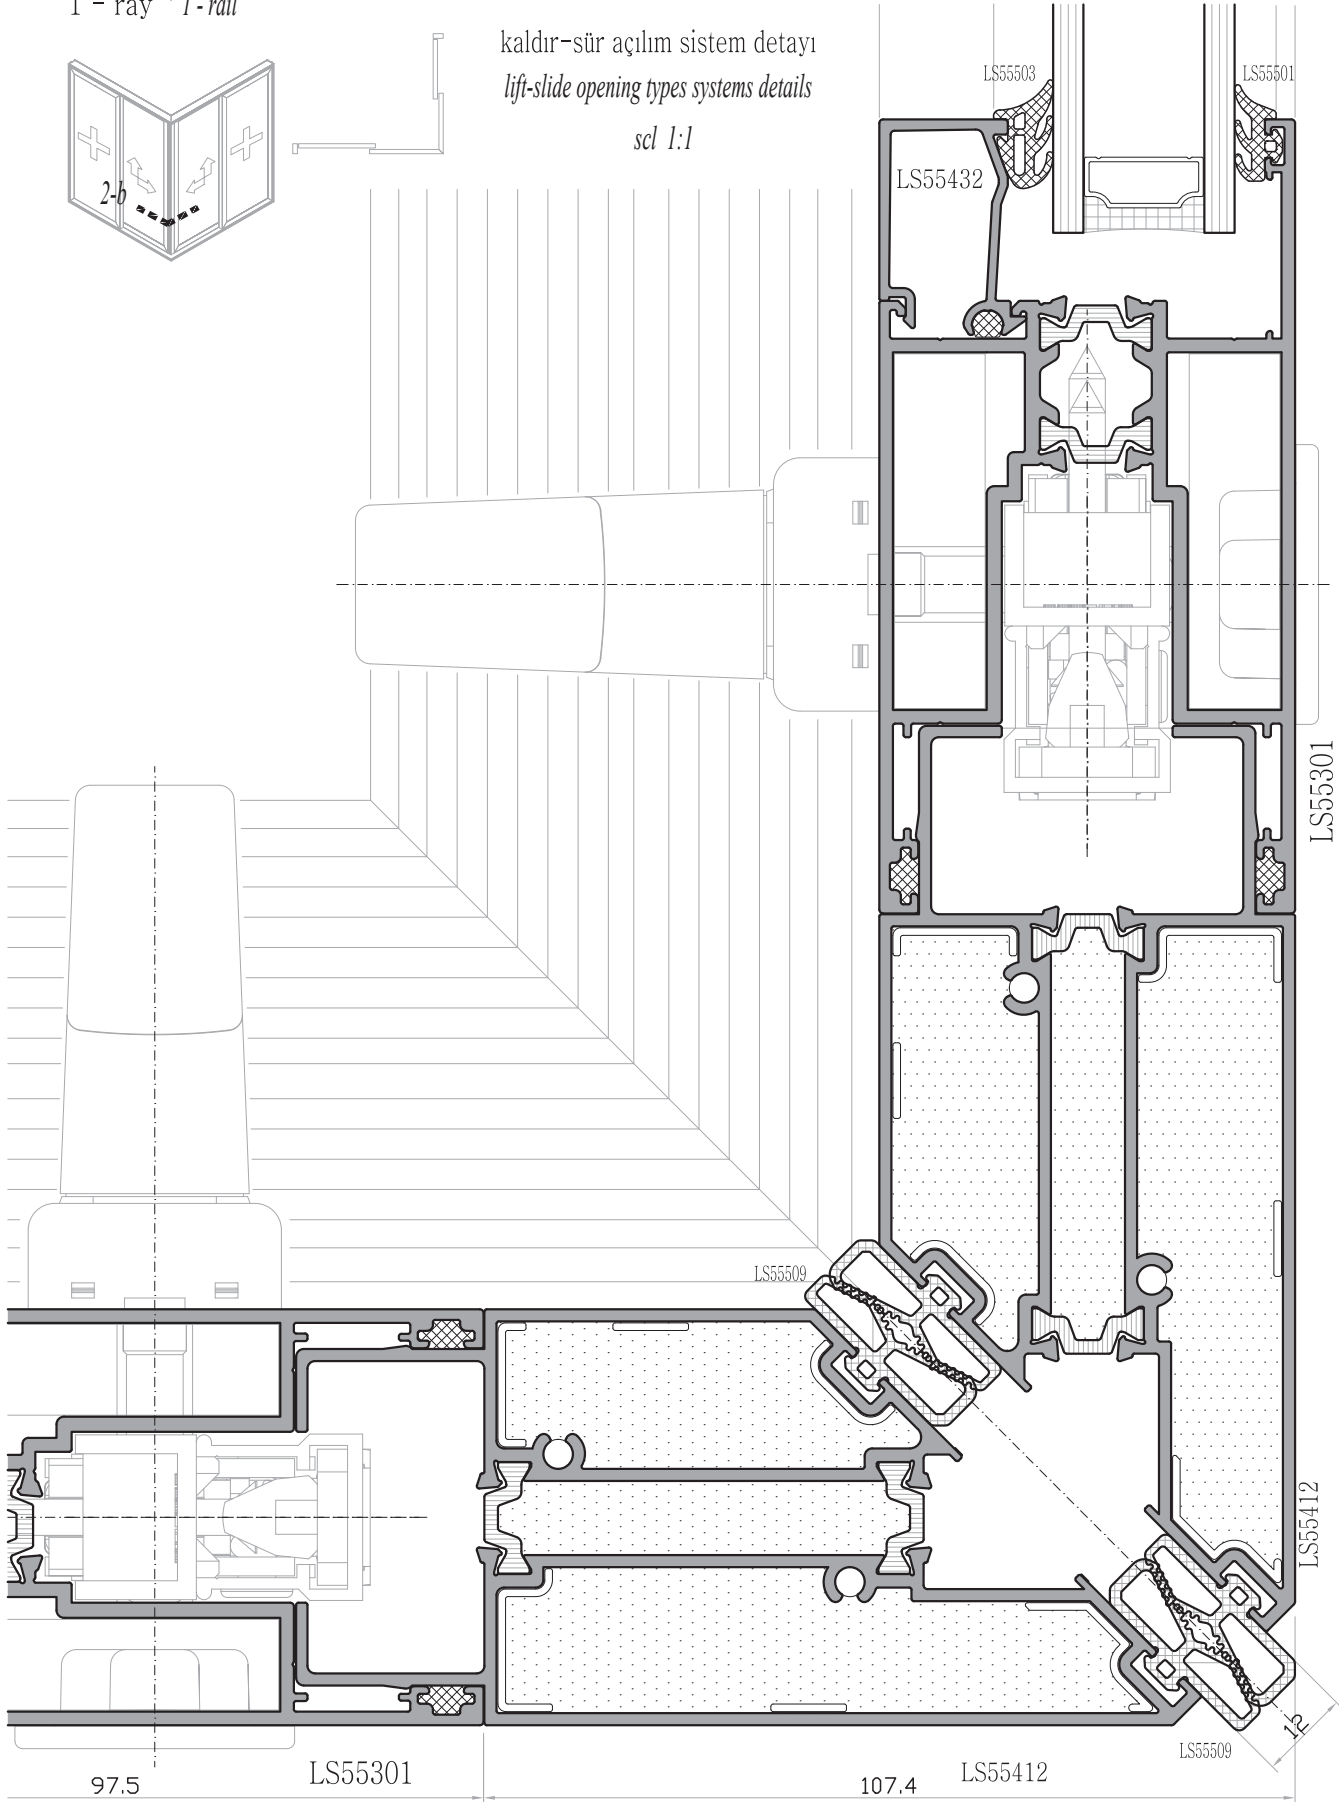 1 - ray 1 - rail
kaldır-sür açılım sistem detayı
lift-slide opening types systems details
scl 1:1
2-b
LS55503
LS55501
LS55432
LS55301
LS55509
LS55412
12
LS55509
LS55301
LS55412
97.5
107.4